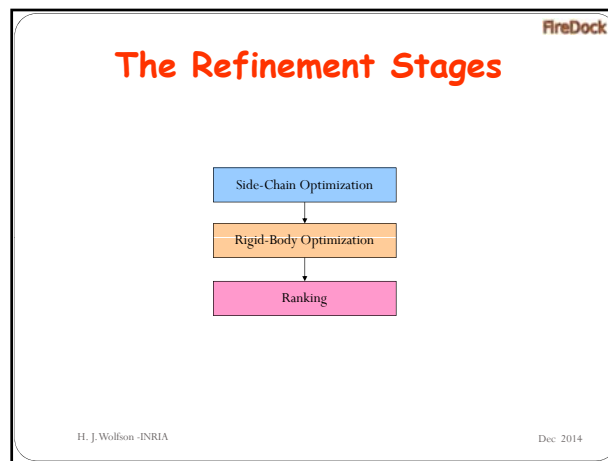 FireDock
The Refinement Stages
Side-Chain Optimization
Rigid-Body Optimization
Ranking
H. J. Wolfson -INRIA
Dec 2014